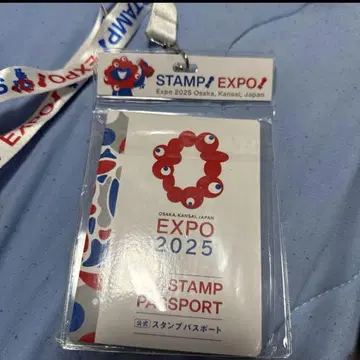 STAMP! EXPO!
Expo 2025 Osaka, Kansai, Japan
EXPO!
OSAKA, KANSAI, JAPAN
EXPO
2025
STAMP
PASSPORT
公式 スタンプパスポート